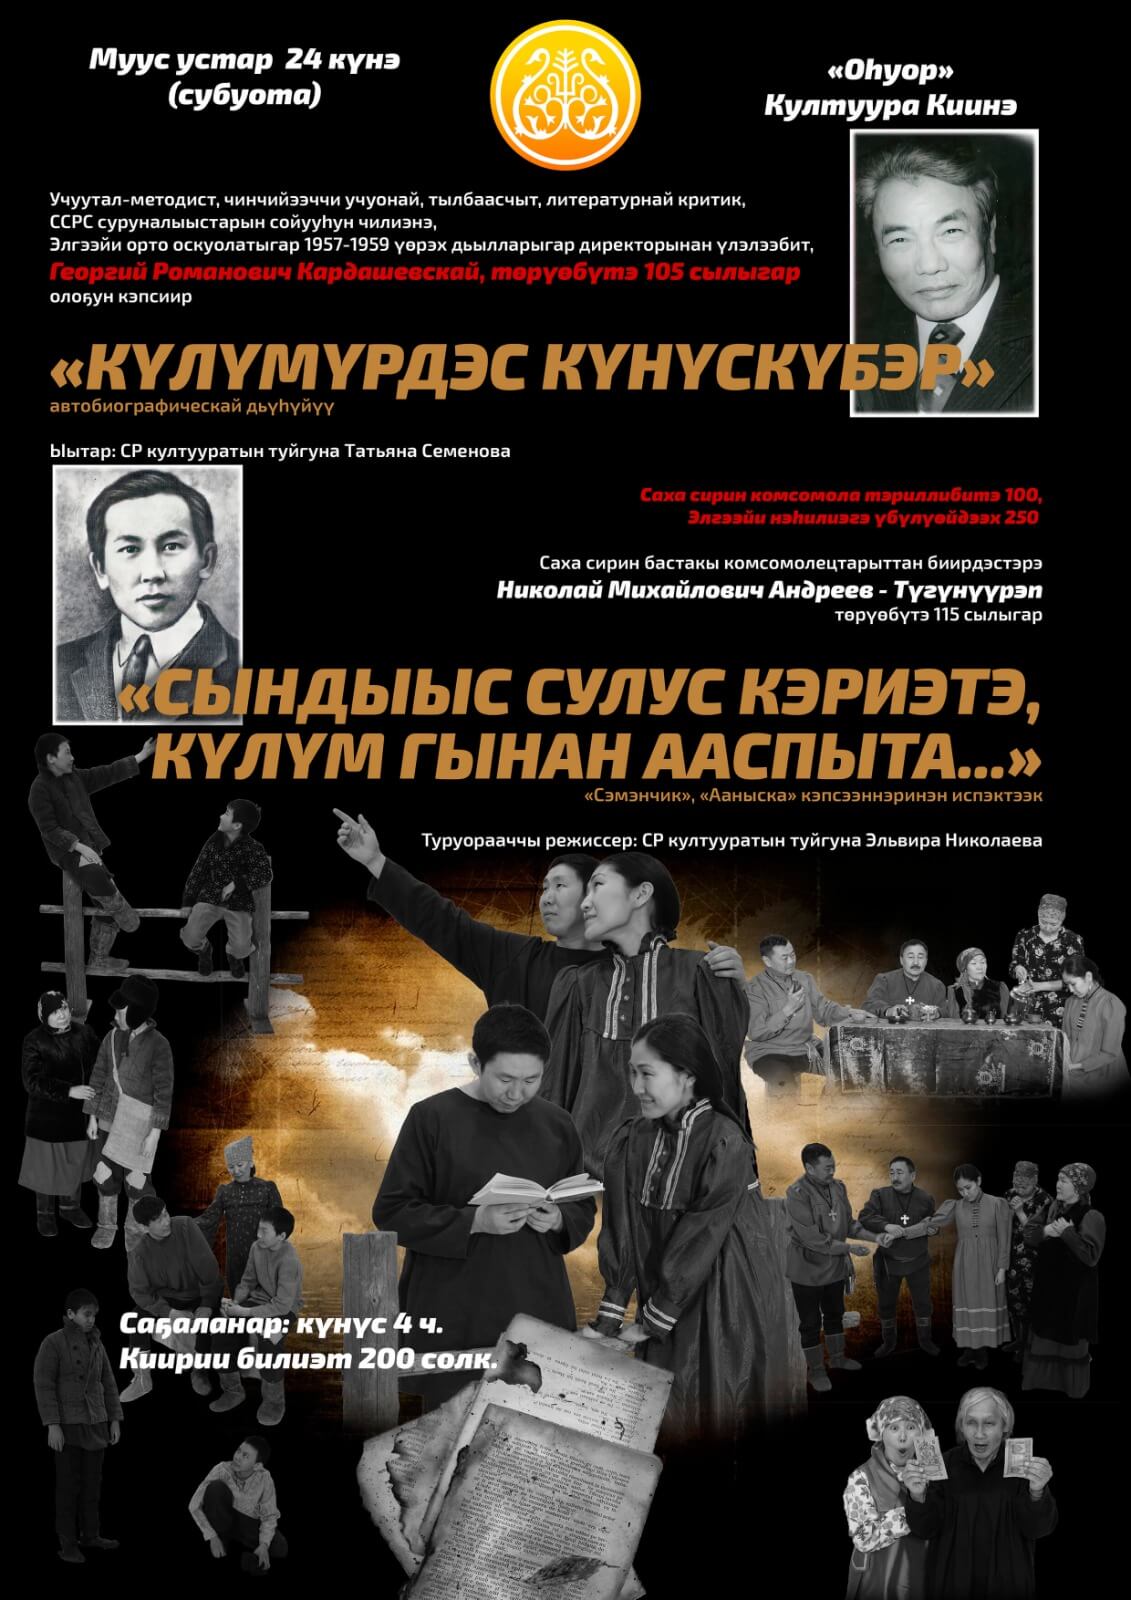 Муус устар 24 күнэ
(субуота)
«Оһуор»
Култуура Киинэ
Учуутал-методист, чинчийээччи учуонай, тылбаасчыт, литературнай критик,
ССРС суруналыыстарын сойууһун чилиэнэ,
Элгээйи орто оскуолатыгар 1957-1959 үөрэх дьылларыгар директорынан үлэлээбит,
Георгий Романович Кардашевскай, төрүөбүтэ 105 сылыгар
олоҕун кэпсиир
«КҮЛҮМҮРДЭС КҮНҮСКҮБЭР»
автобиографическай дьүһүйүү
Ыытар: СР култууратын туйгуна Татьяна Семенова
Саха сирин комсомола тэриллибитэ 100,
Элгээйи нэһилиэгэ үбүлүөйдээх 250
Саха сирин бастакы комсомолецтарыттан биирдэстэрэ
Николай Михайлович Андреев - Түгүнүүрэп
төрүөбүтэ 115 сылыгар
«СЫНДЫЫС СУЛУС КЭРИЭТЭ,
КҮЛҮМ ГЫНАН ААСПЫТА...»
«Сэмэнчик», «Ааныска» кэпсээннэринэн испэктээк
Туруорааччы режиссер: СР култууратын туйгуна Эльвира Николаева
Саҕаланар: күнүс 4 ч.
Киирии билиэт 200 солк.